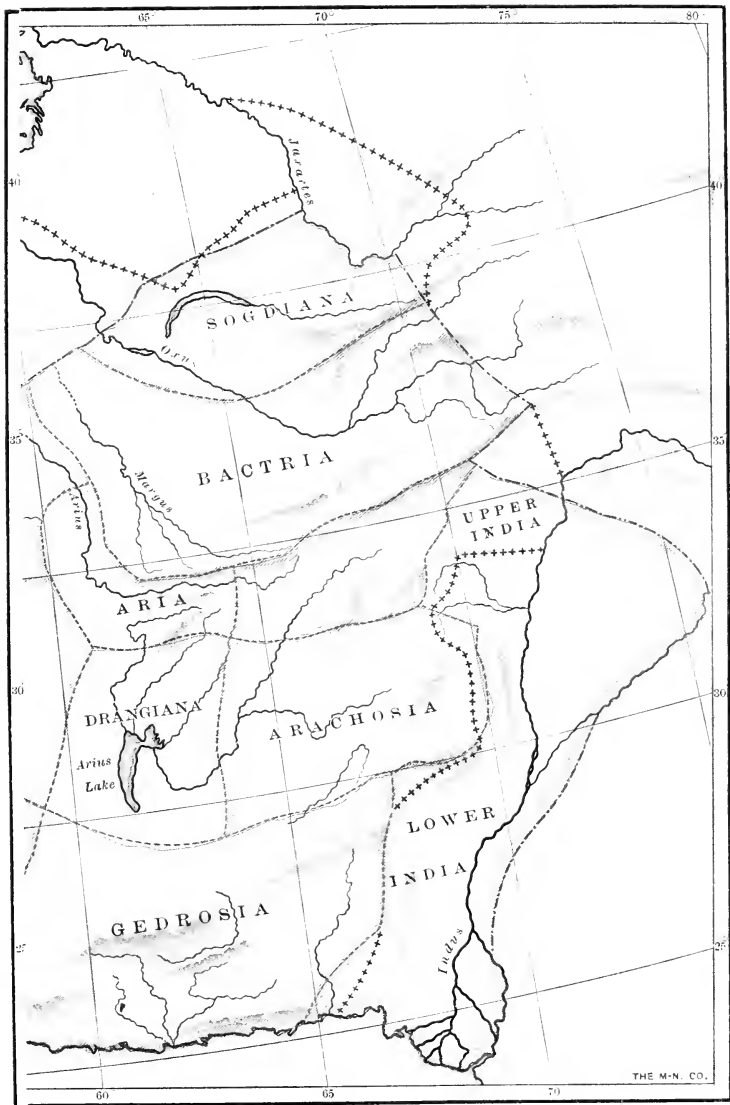 65°
70°
75°
80°
Jaxartes
40
40
SOGDIANA
Oxus
35
35
BACTRIA
Margus
Arius
UPPER
INDIA
ARIA
30
30
DRANGIANA
ARACHOSIA
Arius
Lake
LOWER
INDIA
GEDROSIA
Indus
25
25
THE M-N. CO.
60
65
70